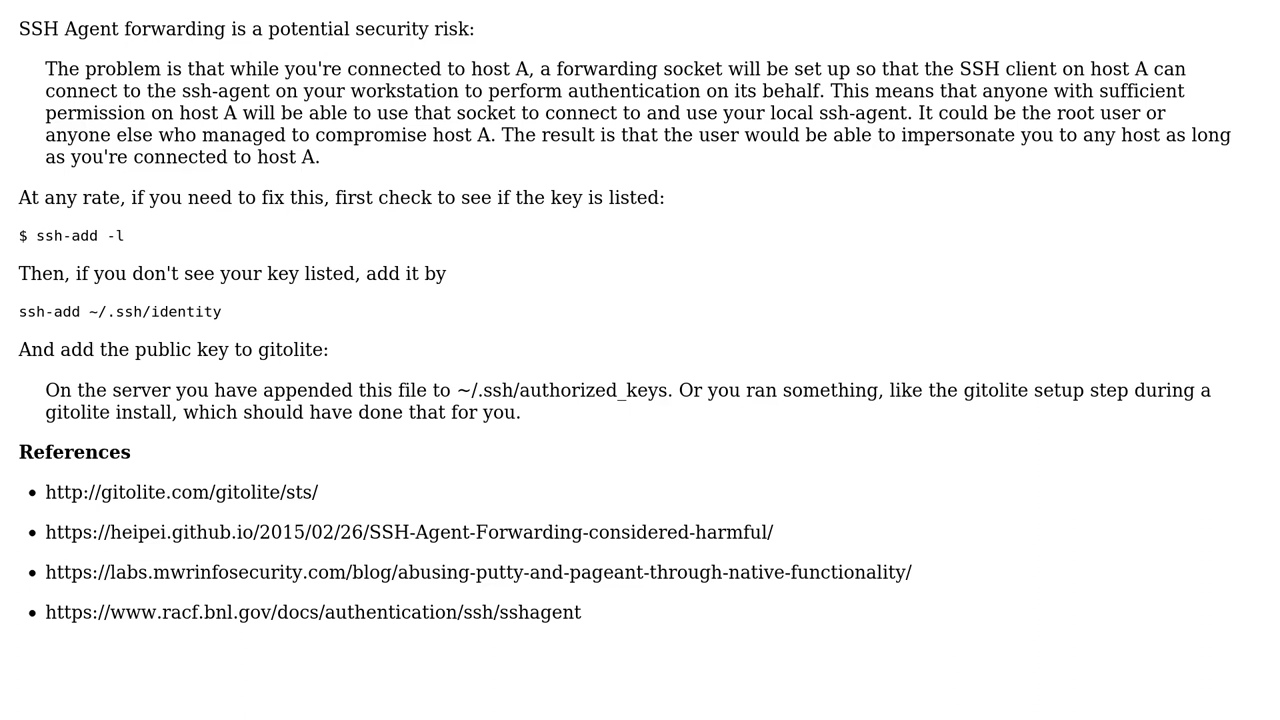 SSH Agent forwarding is a potential security risk:
The problem is that while you're connected to host A, a forwarding socket will be set up so that the SSH client on host A can
connect to the ssh-agent on your workstation to perform authentication on its behalf. This means that anyone with sufficient
permission on host A will be able to use that socket to connect to and use your local ssh-agent. It could be the root user or
anyone else who managed to compromise host A. The result is that the user would be able to impersonate you to any host as long
as you're connected to host A.
At any rate, if you need to fix this, first check to see if the key is listed:
$ ssh-add -l
Then, if you don't see your key listed, add it by
ssh-add ~/.ssh/identity
And add the public key to gitolite:
On the server you have appended this file to ~/.ssh/authorized_keys. Or you ran something, like the gitolite setup step during a
gitolite install, which should have done that for you.
References
• http://gitolite.com/gitolite/sts/
• https://heipei.github.io/2015/02/26/SSH-Agent-Forwarding-considered-harmful/
• https://labs.mwrinfosecurity.com/blog/abusing-putty-and-pageant-through-native-functionality/
• https://www.racf.bnl.gov/docs/authentication/ssh/sshagent